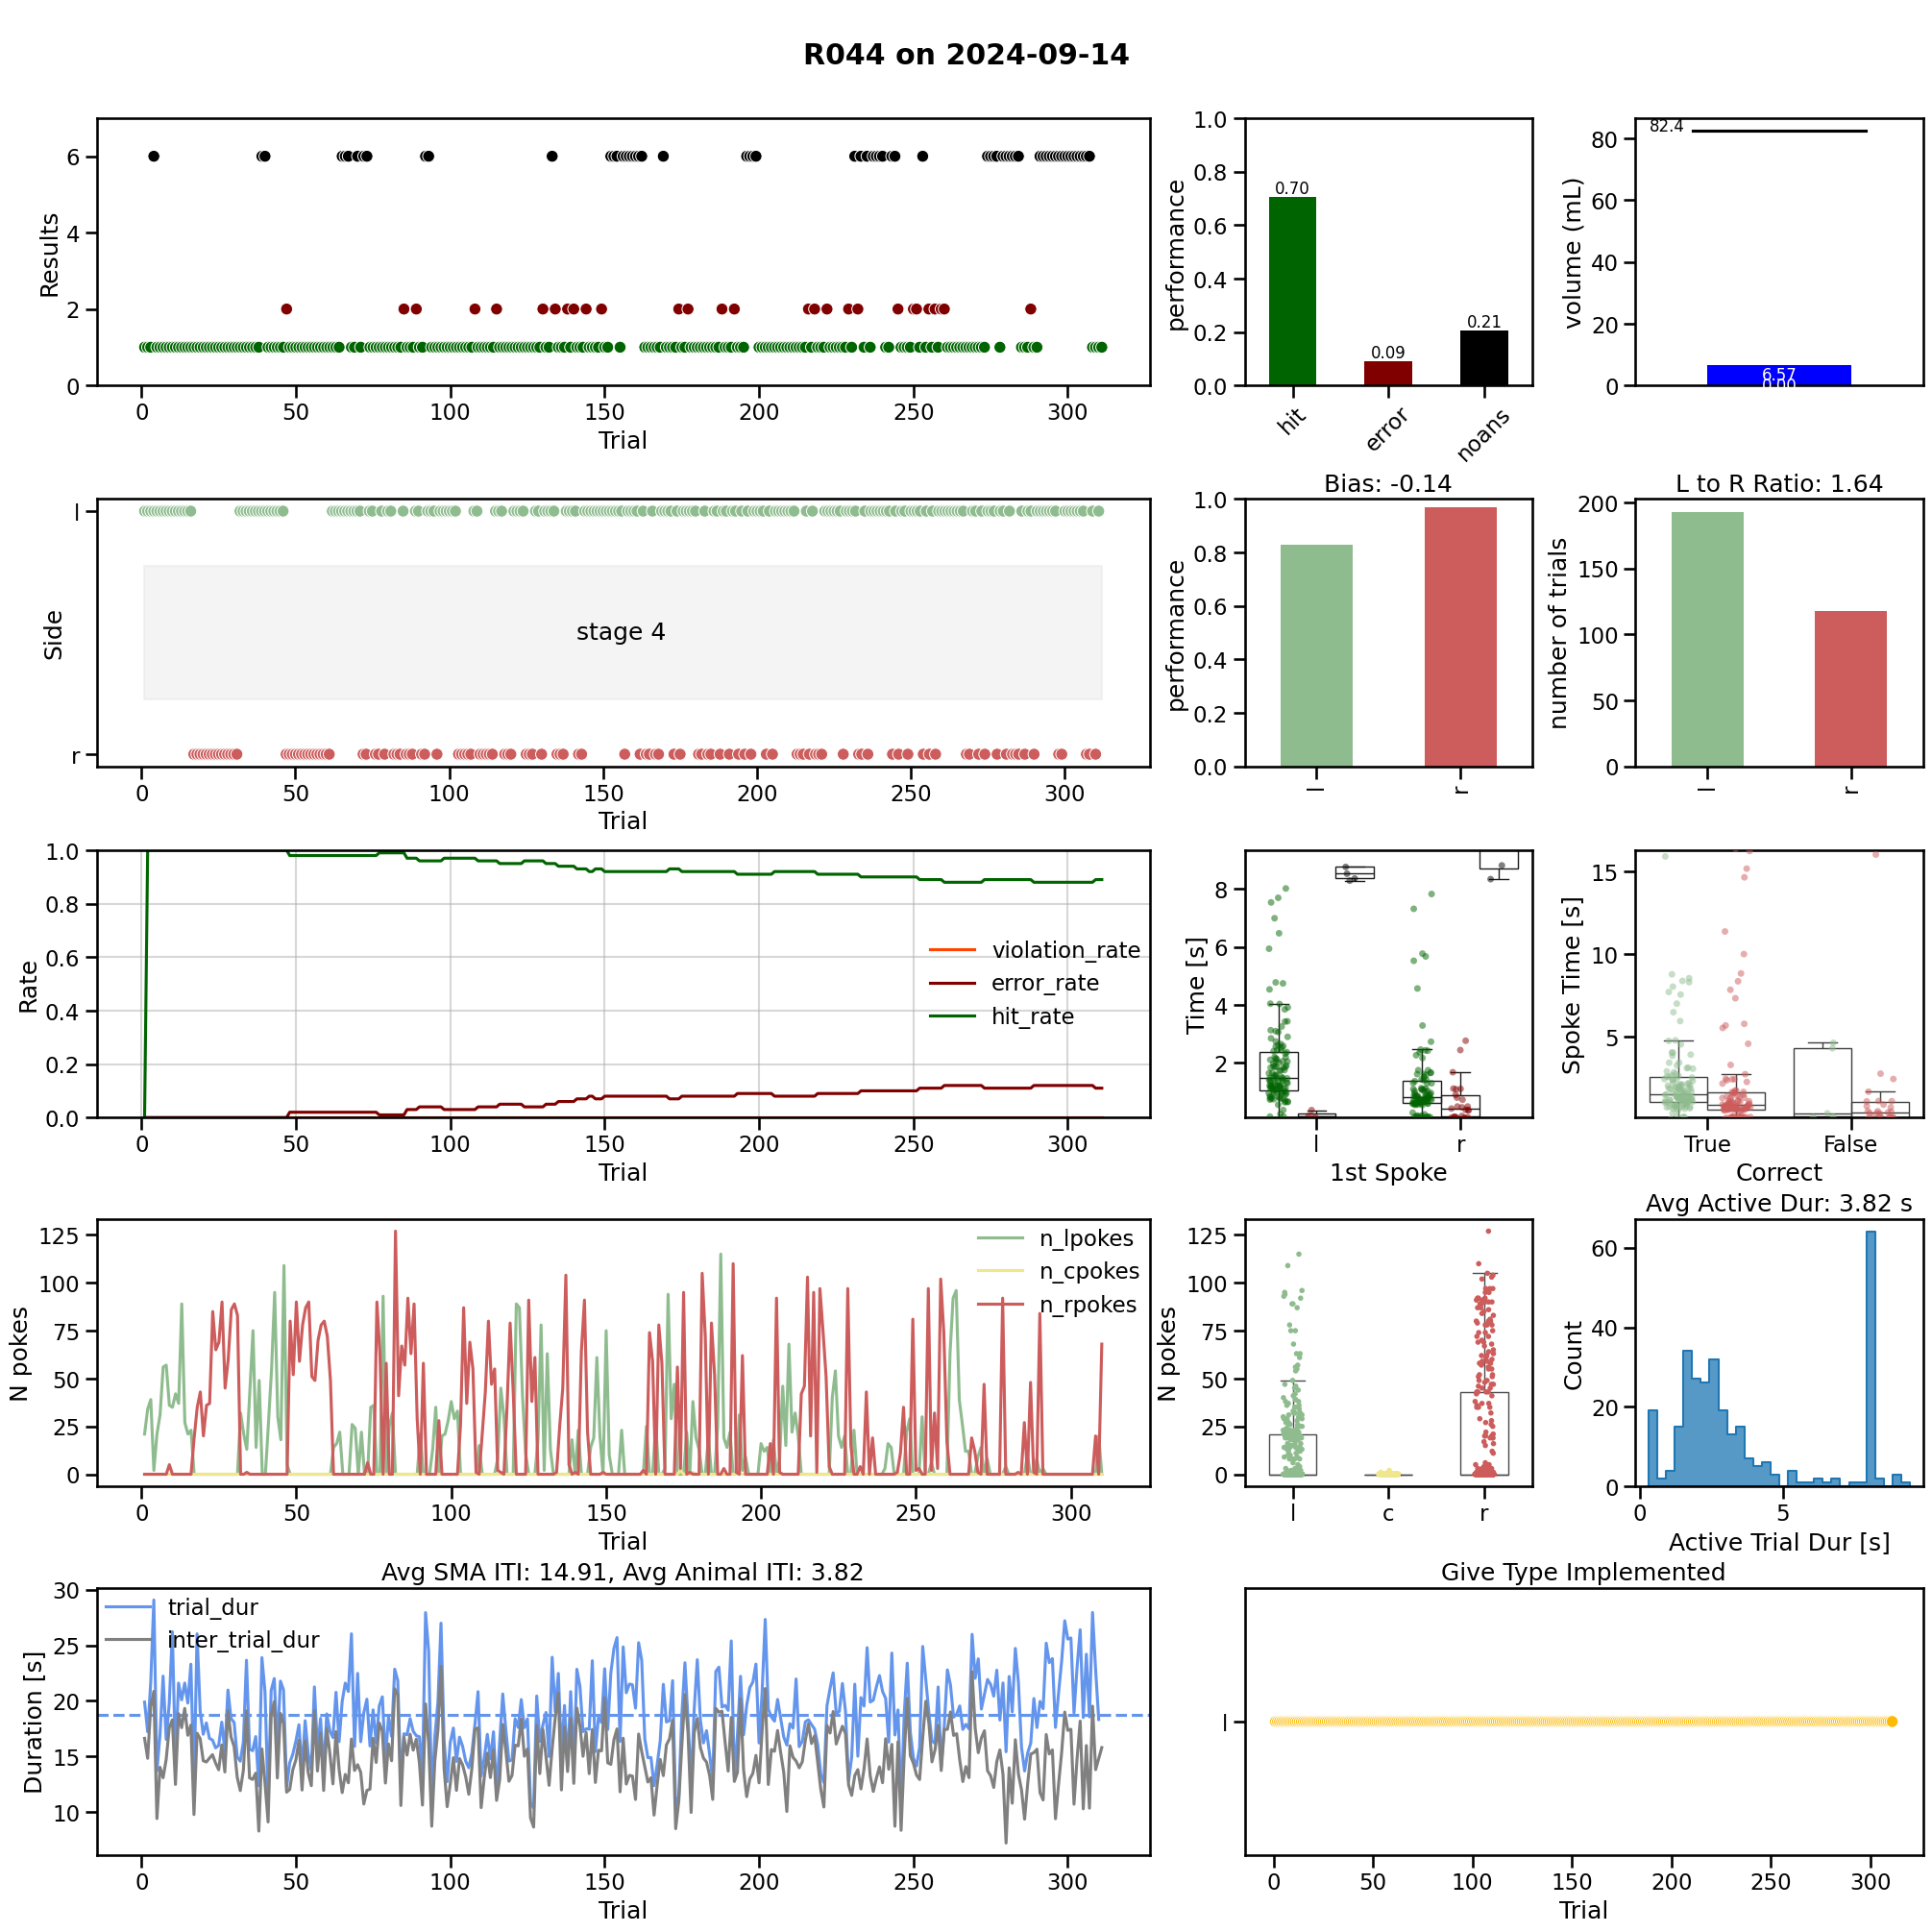 R044 on 2024-09-14
Results
6
4
2
0
0
50
100
150
200
250
300
Trial
performance
1.0
0.8
0.6
0.4
0.2
0.0
0.70
0.09
0.21
hit
error
noans
volume (mL)
80
60
40
20
0
82.4
6.57
0.00
Side
l
r
stage 4
0
50
100
150
200
250
300
Trial
Bias: -0.14
performance
1.0
0.8
0.6
0.4
0.2
0.0
l
r
L to R Ratio: 1.64
number of trials
200
150
100
50
0
l
r
Rate
1.0
0.8
0.6
0.4
0.2
0.0
violation_rate
error_rate
hit_rate
0
50
100
150
200
250
300
Trial
Time [s]
8
6
4
2
l
r
1st Spoke
Spoke Time [s]
15
10
5
True
False
Correct
N pokes
125
100
75
50
25
0
n_lpokes
n_cpokes
n_rpokes
0
50
100
150
200
250
300
Trial
N pokes
125
100
75
50
25
0
l
c
r
Avg Active Dur: 3.82 s
Count
60
40
20
0
0
5
Active Trial Dur [s]
Avg SMA ITI: 14.91, Avg Animal ITI: 3.82
Duration [s]
30
25
20
15
10
trial_dur
inter_trial_dur
0
50
100
150
200
250
300
Trial
Give Type Implemented
l
0
50
100
150
200
250
300
Trial